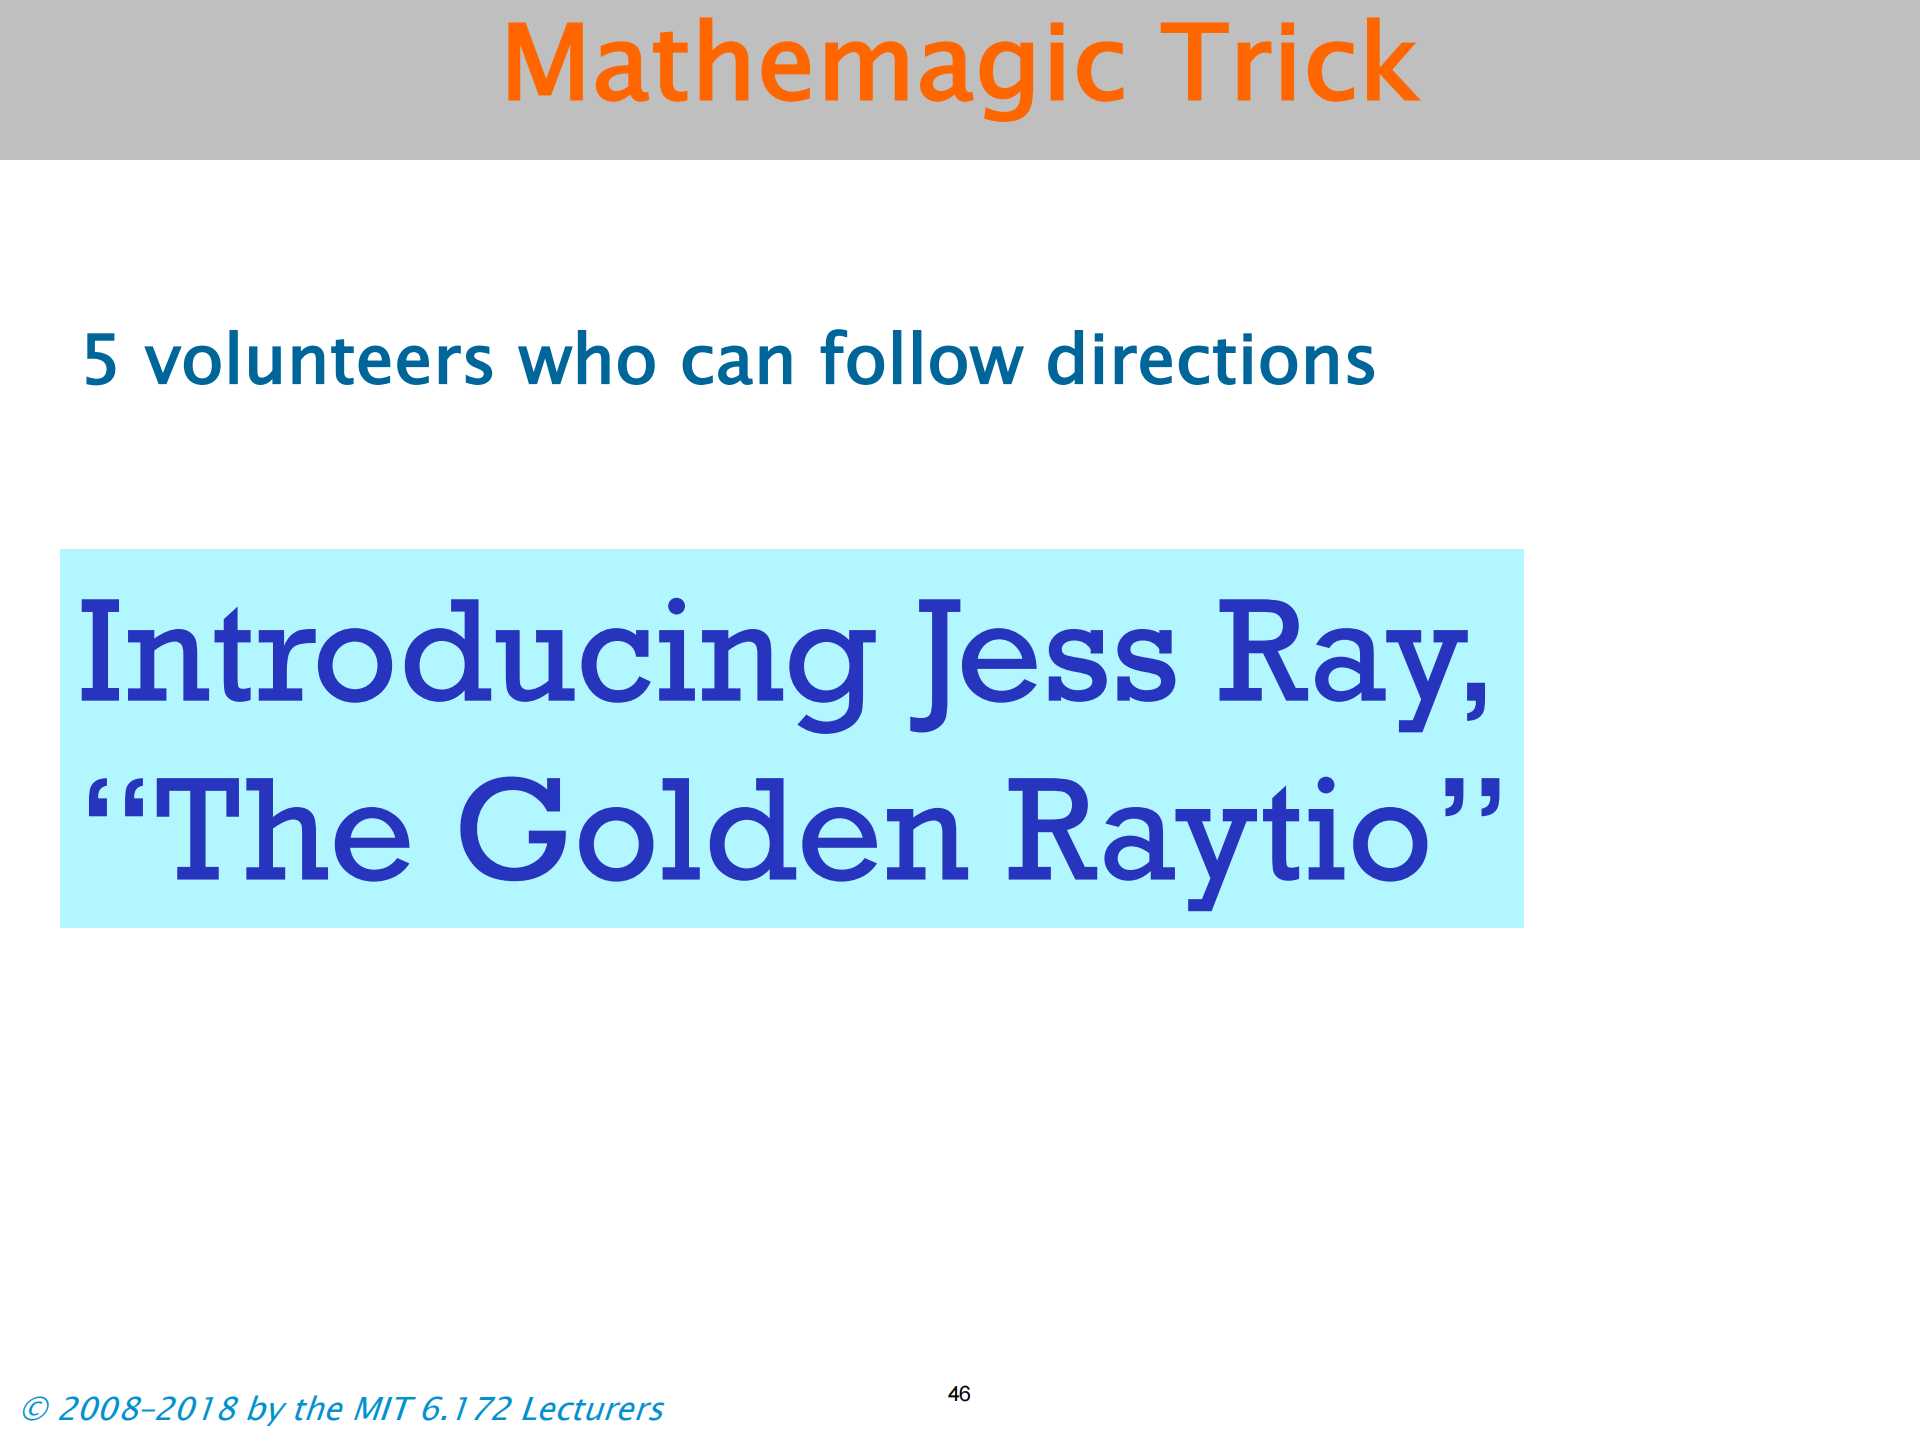 Mathemagic Trick
5 volunteers who can follow directions
Introducing Jess Ray,
“The Golden Raytio”
© 2008–2018 by the MIT 6.172 Lecturers
46